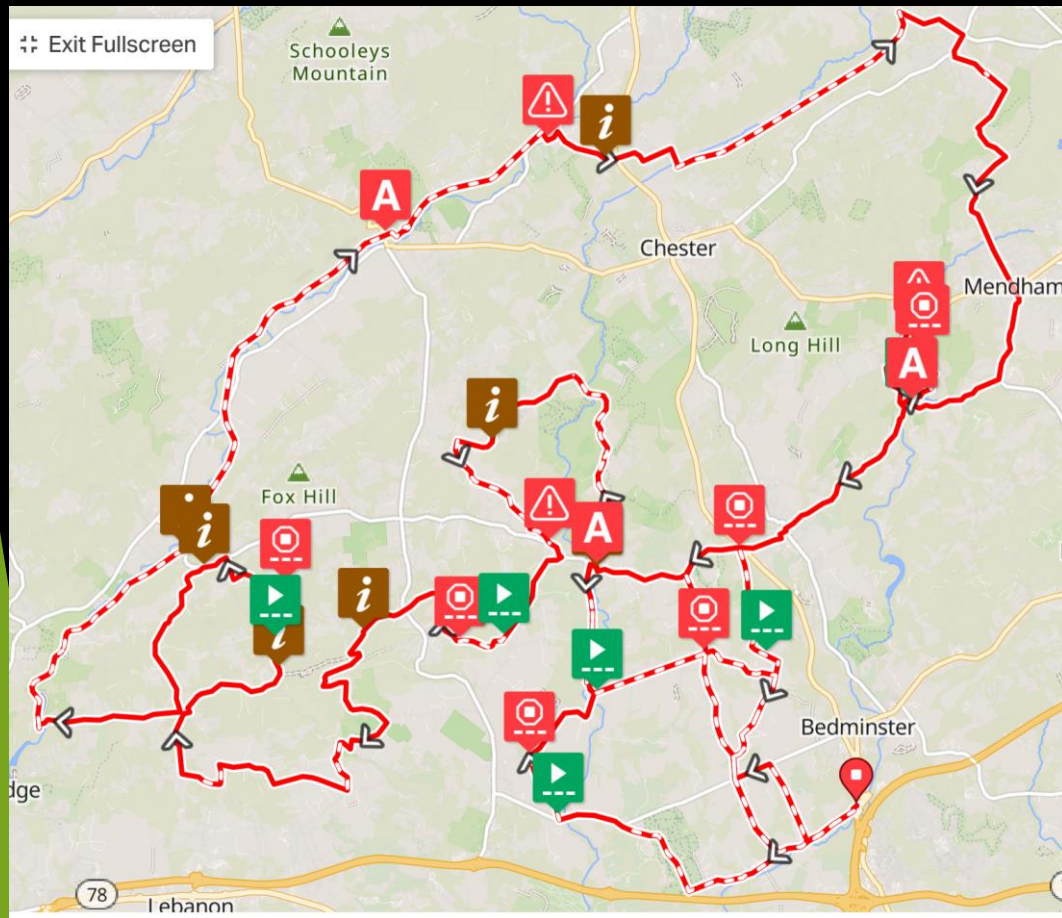 Exit Fullscreen
Schooleys
Mountain
i
A
Chester
Mendham
A
Long Hill
i
Fox Hill
A
i
i
i
Bedminster
dge
78
Lebanon